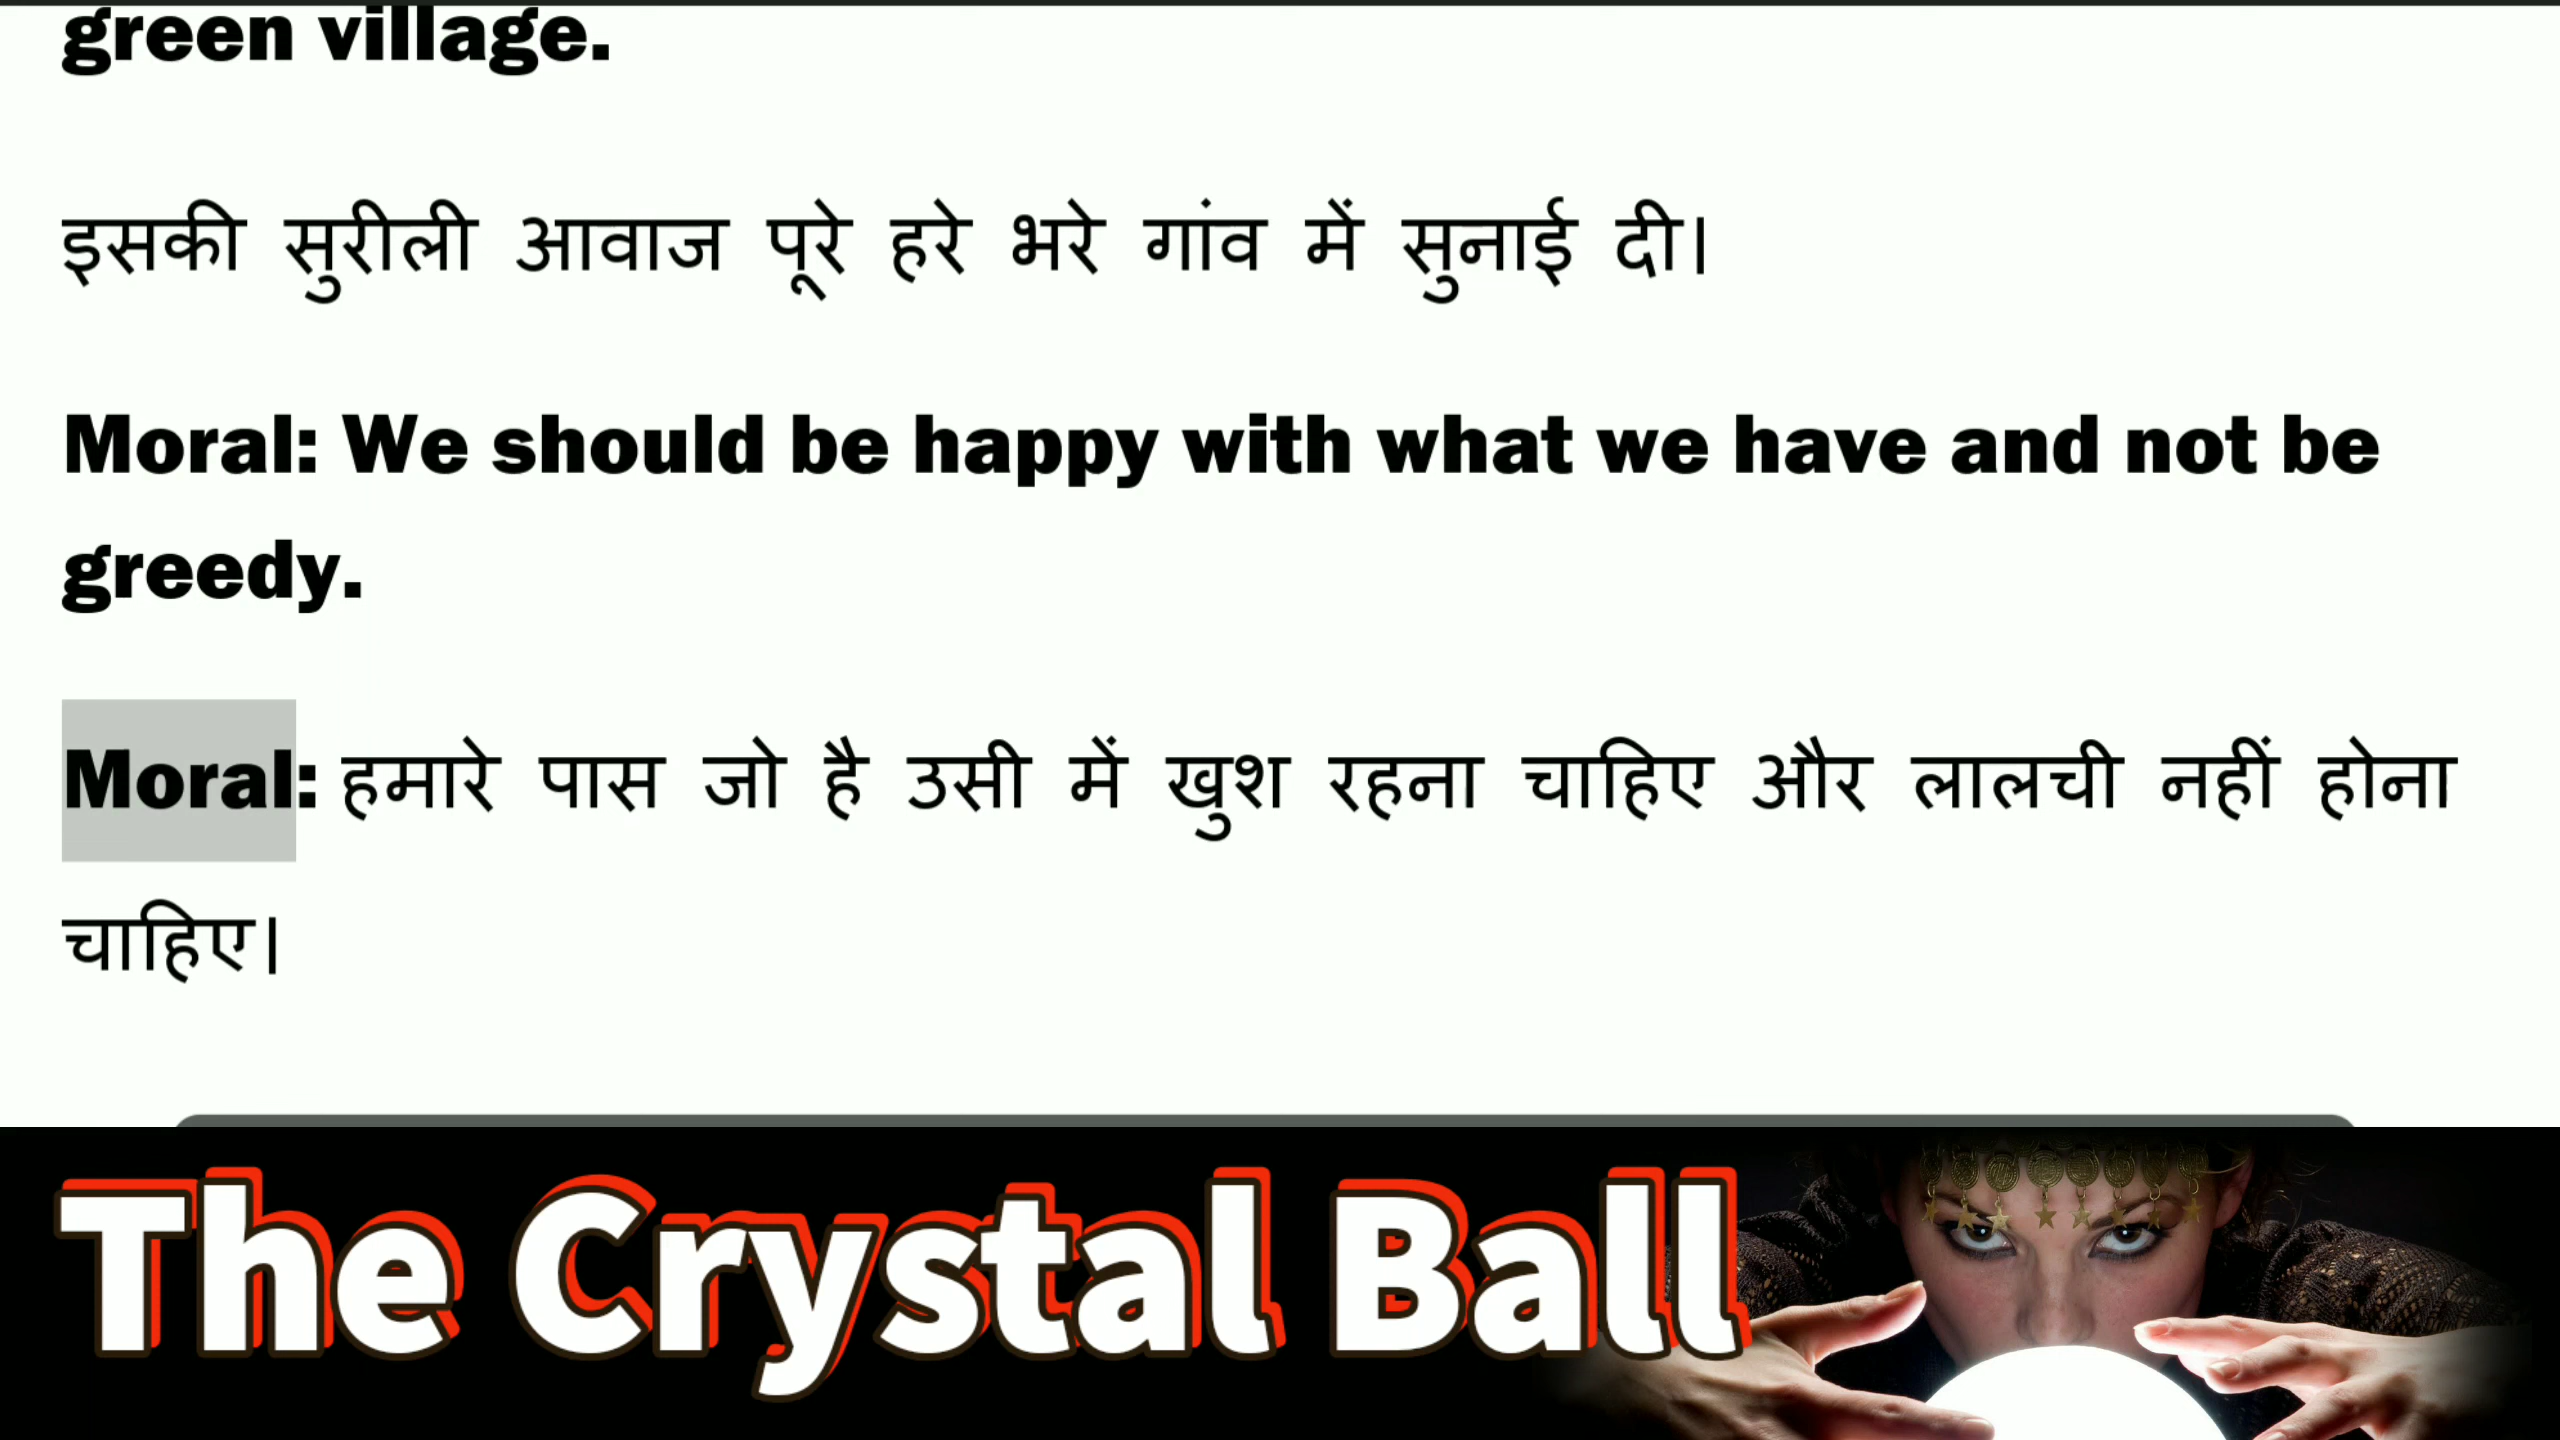 green village.
इसकी सुरीली आवाज पूरे हरे भरे गांव में सुनाई दी।
Moral: We should be happy with what we have and not be
greedy.
Moral: हमारे पास जो है उसी में खुश रहना चाहिए और लालची नहीं होना
चाहिए।
The Crystal Ball